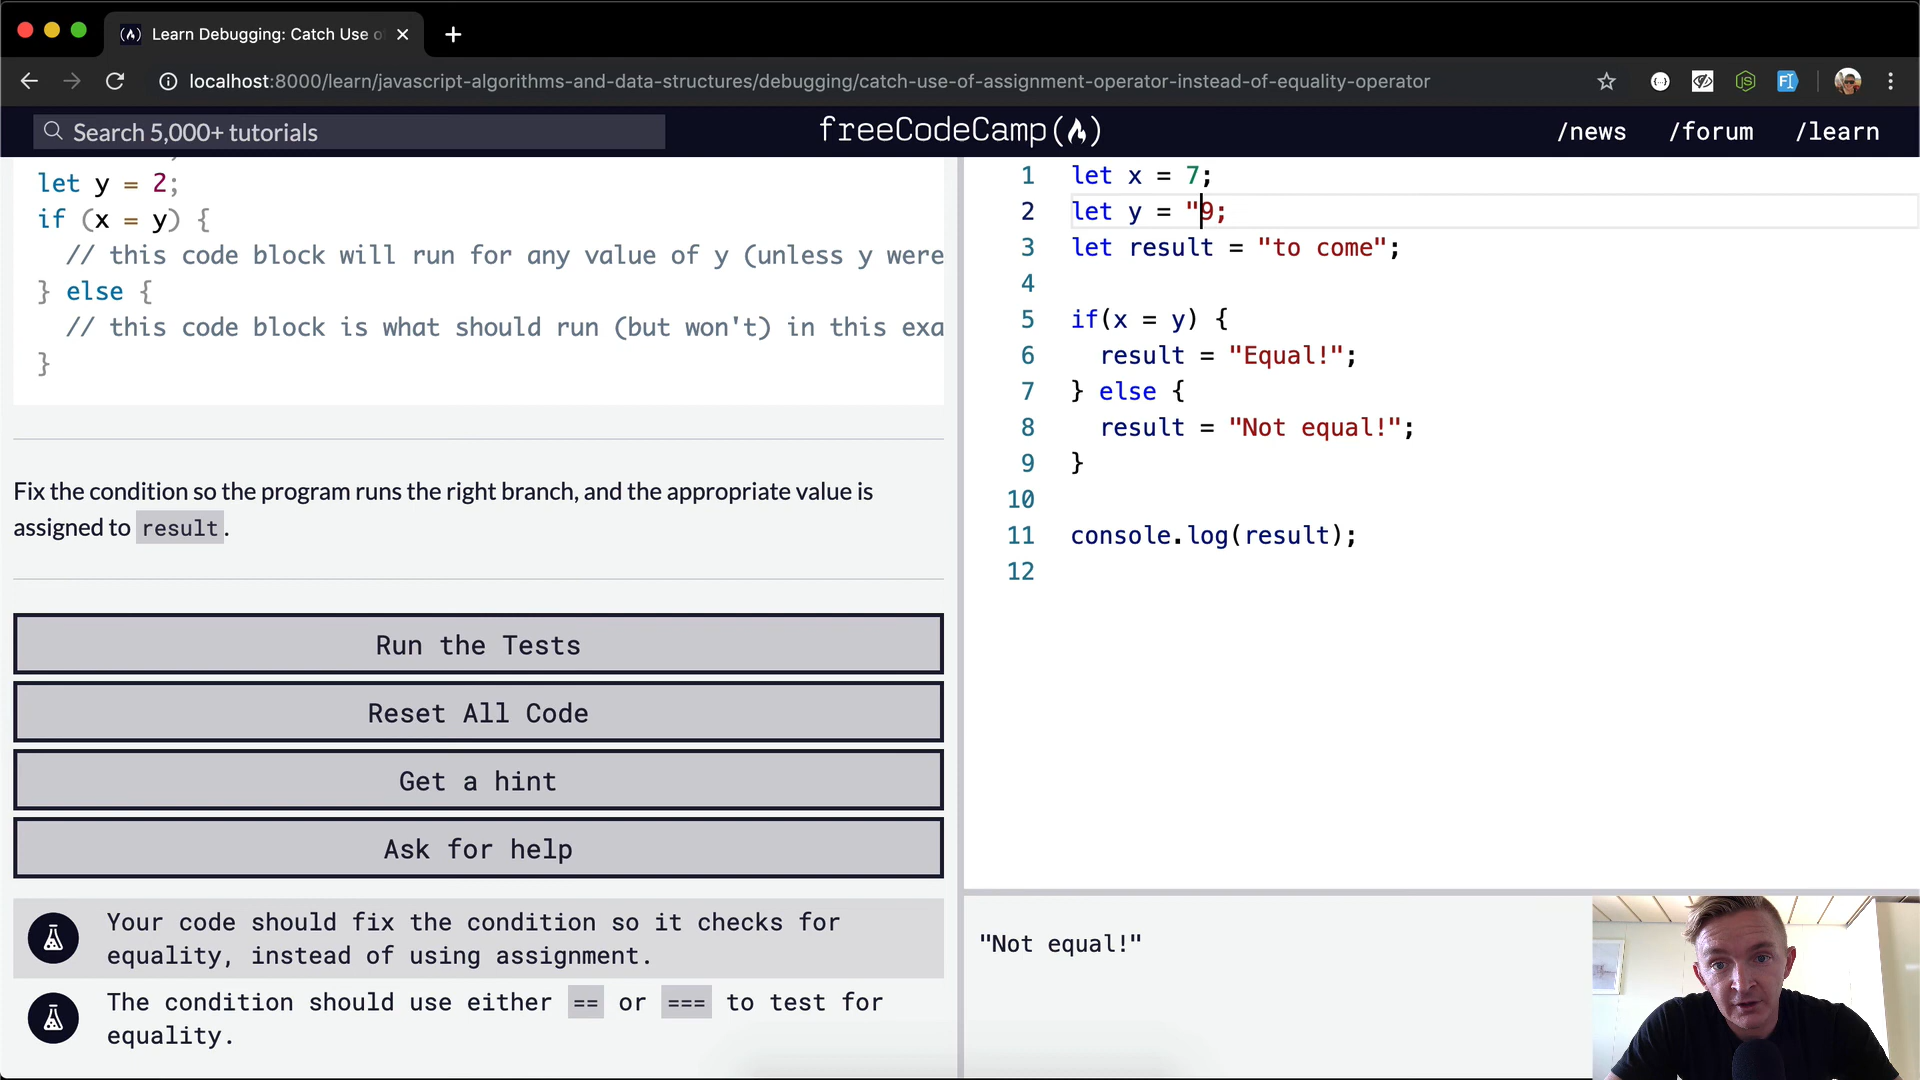 Learn Debugging: Catch Use o
localhost:8000/learn/javascript-algorithms-and-data-structures/debugging/catch-use-of-assignment-operator-instead-of-equality-operator
Search 5,000+ tutorials
freeCodeCamp
/news
/forum
/learn
let y = 2;
if (x = y) {
// this code block will run for any value of y (unless y were
} else {
// this code block is what should run (but won't) in this exa
}
Fix the condition so the program runs the right branch, and the appropriate value is
assigned to result.
Run the Tests
Reset All Code
Get a hint
Ask for help
Your code should fix the condition so it checks for
equality, instead of using assignment.
The condition should use either == or === to test for
equality.
1 let x = 7;
2 let y = "9;
3 let result = "to come";
4
5 if(x = y) {
6 result = "Equal!";
7 } else {
8 result = "Not equal!";
9 }
10
11 console.log(result);
12
"Not equal!"